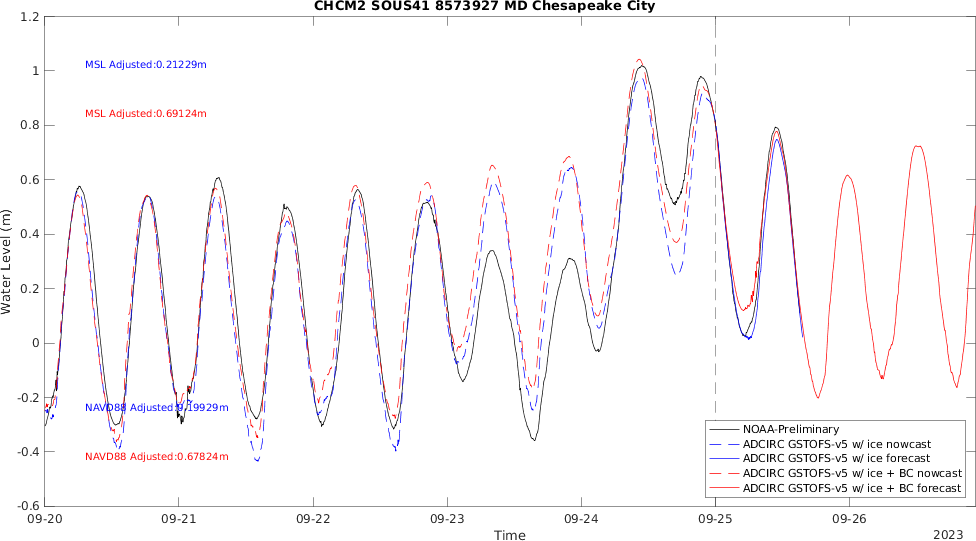 CHCM2 SOUS41 8573927 MD Chesapeake City
1.2
1
0.8
0.6
0.4
0.2
0
-0.2
-0.4
-0.6
Water Level (m)
MSL Adjusted:0.21229m
MSL Adjusted:0.69124m
NAVD88 Adjusted:0.19929m
NAVD88 Adjusted:0.67824m
NOAA-Preliminary
ADCIRC GSTOFS-v5 w/ ice nowcast
ADCIRC GSTOFS-v5 w/ ice forecast
ADCIRC GSTOFS-v5 w/ ice + BC nowcast
ADCIRC GSTOFS-v5 w/ ice + BC forecast
09-20 09-21 09-22 09-23 09-24 09-25 09-26
Time
2023